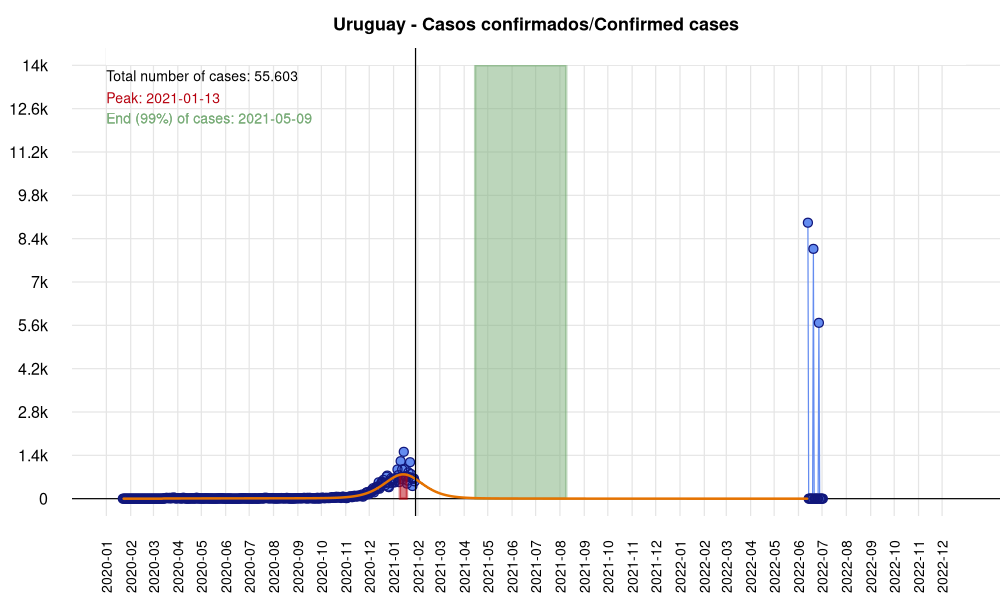 Uruguay - Casos confirmados/Confirmed cases
Total number of cases: 55.603
Peak: 2021-01-13
End (99%) of cases: 2021-05-09
14k
12.6k
11.2k
9.8k
8.4k
7k
5.6k
4.2k
2.8k
1.4k
0
2020-01
2020-02
2020-03
2020-04
2020-05
2020-06
2020-07
2020-08
2020-09
2020-10
2020-11
2020-12
2021-01
2021-02
2021-03
2021-04
2021-05
2021-06
2021-07
2021-08
2021-09
2021-10
2021-11
2021-12
2022-01
2022-02
2022-03
2022-04
2022-05
2022-06
2022-07
2022-08
2022-09
2022-10
2022-11
2022-12